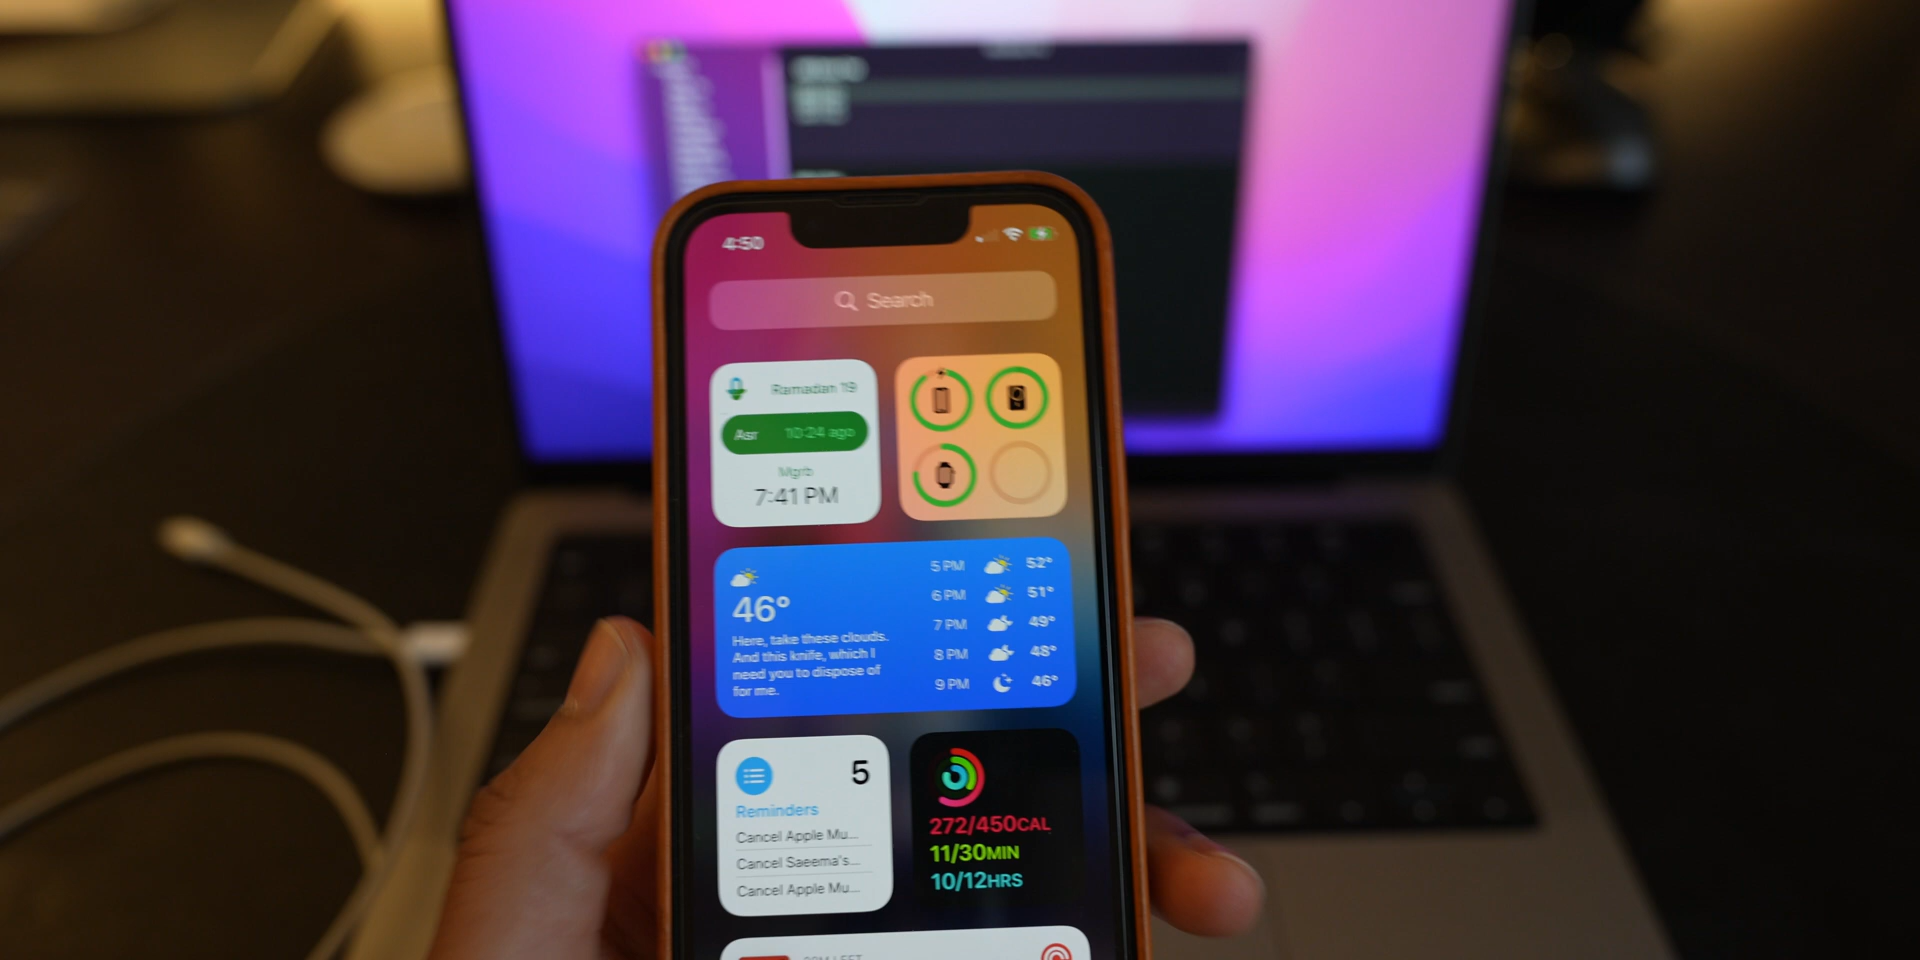 4:50
Search
Ramadan 19
Asr 10:24 ago
Mgrb
7:41 PM
46°
Here, take these clouds.
And this knife, which I
need you to dispose of
for me.
5 PM 52°
6 PM 51°
7 PM 49°
8 PM 48°
9 PM 46°
5
Reminders
Cancel Apple Mu...
Cancel Saeema's...
Cancel Apple Mu...
272/450CAL
11/30MIN
10/12HRS